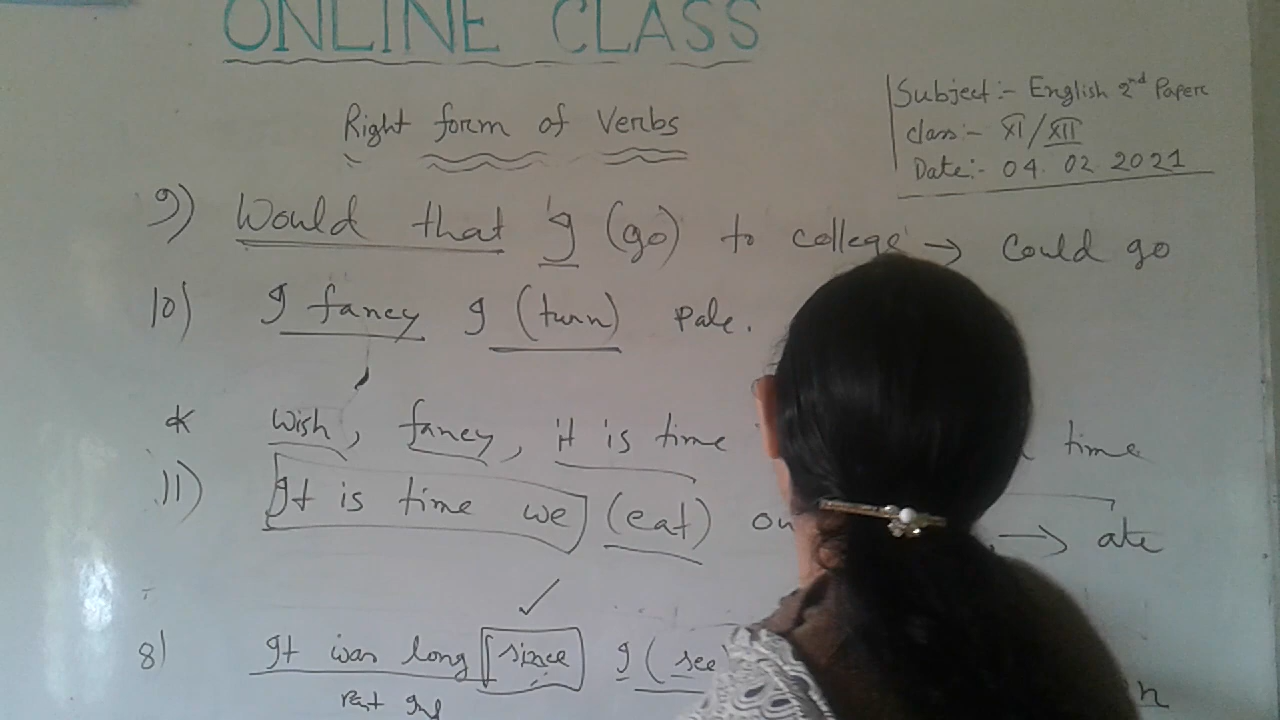 ONLINE CLASS
Right form of Verbs
Subject:- English 2nd Paper
class:- XI/XII
Date:- 04. 02. 2021
9) Would that I (go) to college → Could go
10) I fancy I (turn) pale.
* Wish, fancy, it is time time
11) It is time we (eat) → ate
8) It was long since I (see